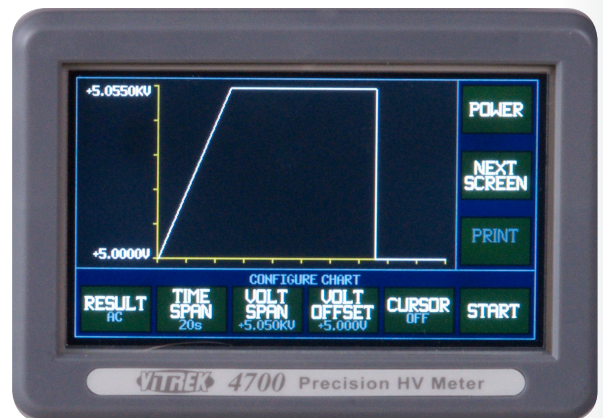 +5.0550KV
POWER
NEXT
SCREEN
PRINT
+5.0000V
CONFIGURE CHART
RESULT
AC
TIME
SPAN
20s
VOLT
SPAN
+5.050KV
VOLT
OFFSET
+5.000V
CURSOR
OFF
START
VITREK 4700 Precision HV Meter